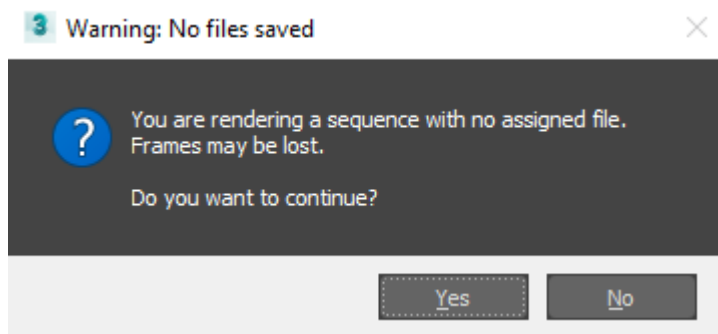 3 Warning: No files saved
You are rendering a sequence with no assigned file.
Frames may be lost.
Do you want to continue?
Yes No